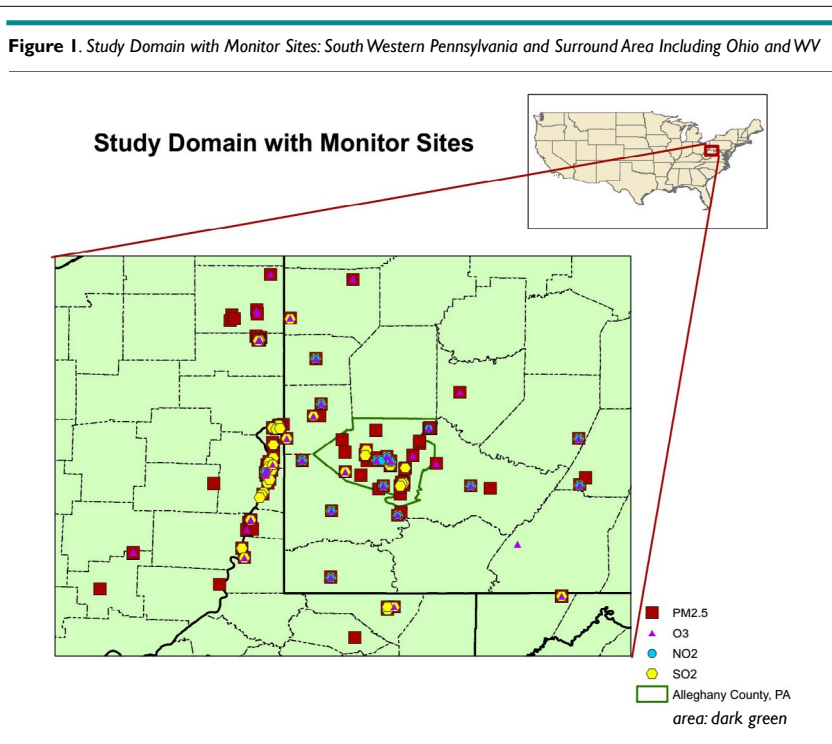 Figure 1. Study Domain with Monitor Sites: South Western Pennsylvania and Surround Area Including Ohio and WV
Study Domain with Monitor Sites
PM2.5
O3
NO2
SO2
Alleghany County, PA
area: dark green